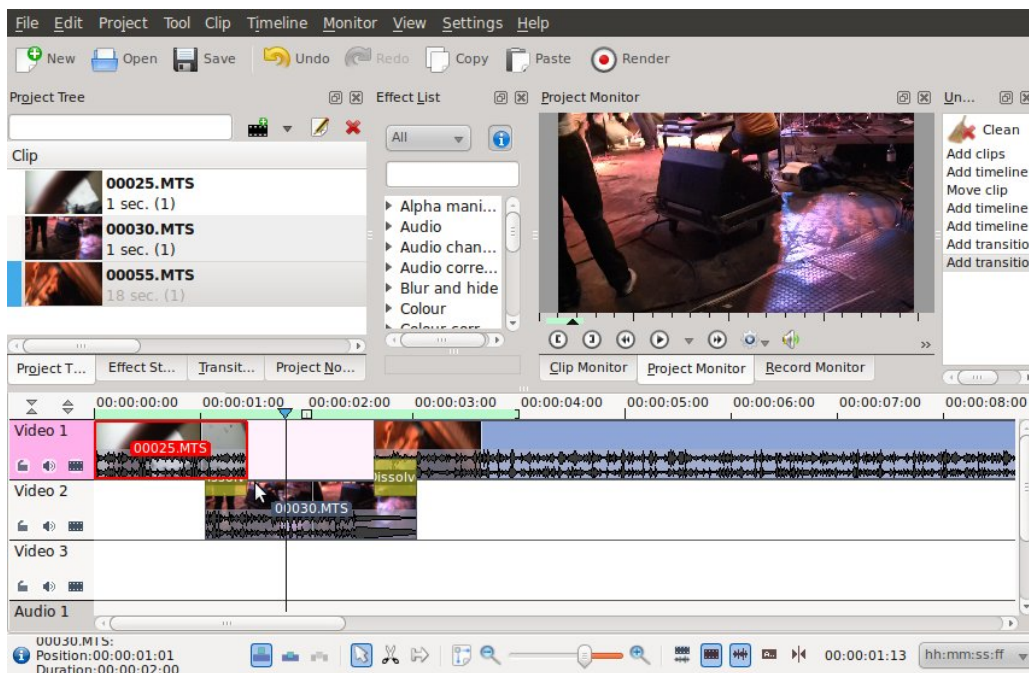 File Edit Project Tool Clip Timeline Monitor View Settings Help
New Open Save Undo Redo Copy Paste Render
Project Tree
Effect List
Project Monitor
Un...
All
Clean
Clip
00025.MTS
1 sec. (1)
00030.MTS
1 sec. (1)
00055.MTS
18 sec. (1)
Alpha mani...
Audio
Audio chan...
Audio corre...
Blur and hide
Colour
Colour corr
Add clips
Add timeline
Move clip
Add timeline
Add timeline
Add transitio
Add transitio
Project T... Effect St... Transit... Project No...
Clip Monitor Project Monitor Record Monitor
00:00:00:00 00:00:01:00 00:00:02:00 00:00:03:00 00:00:04:00 00:00:05:00 00:00:06:00 00:00:07:00 00:00:08:00
Video 1
00025.MTS
Dissolv
Video 2
00030.MTS
Video 3
Audio 1
00030.MTS:
Position:00:00:01:01
Duration:00:00:02:00
00:00:01:13
hh:mm:ss:ff